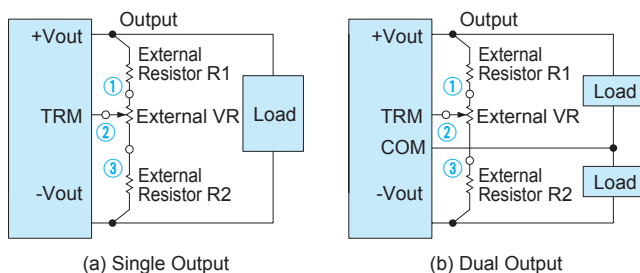 Output
+Vout
External
Resistor R1
①
TRM
External VR
②
Load
③
External
Resistor R2
-Vout
(a) Single Output
Output
+Vout
External
Resistor R1
①
Load
TRM
External VR
②
COM
③
External
Resistor R2
Load
-Vout
(b) Dual Output